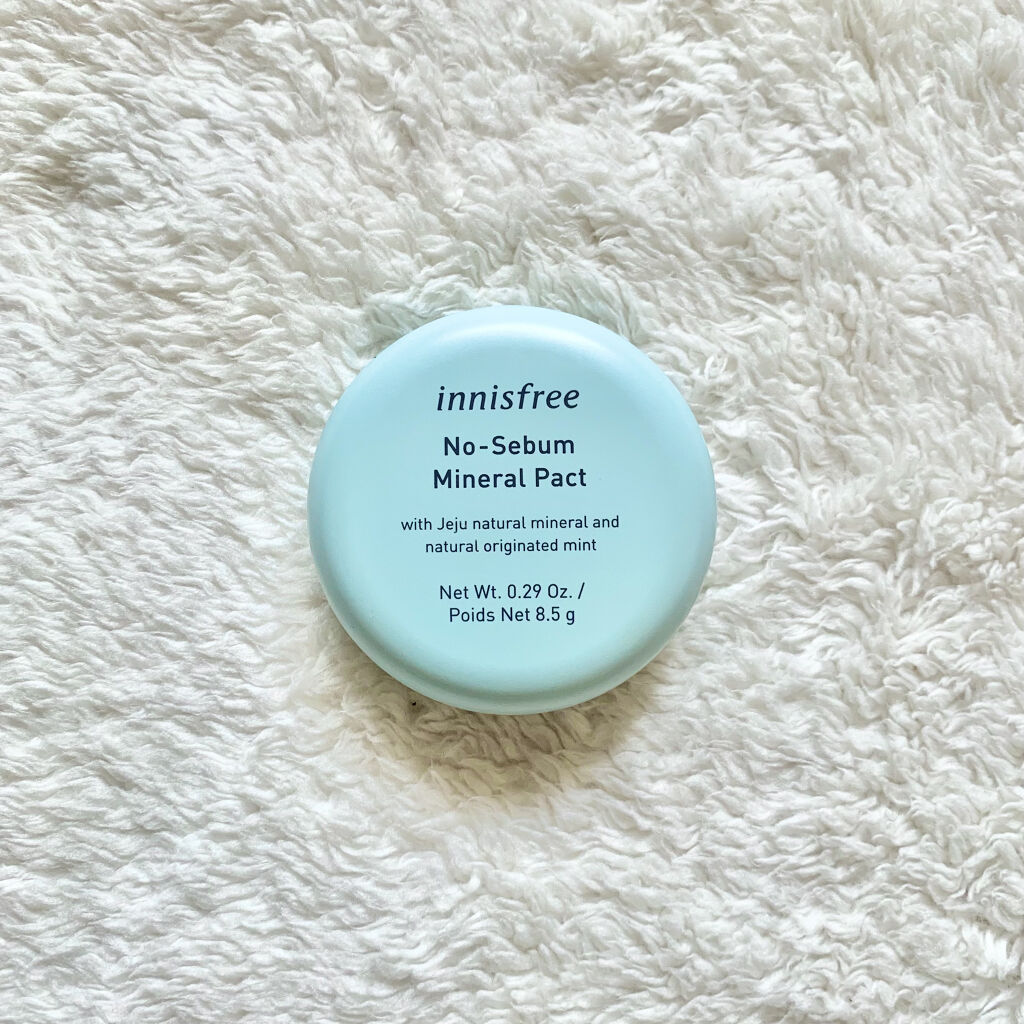 innisfree
No-Sebum
Mineral Pact
with Jeju natural mineral and
natural originated mint
Net Wt. 0.29 Oz. /
Poids Net 8.5 g